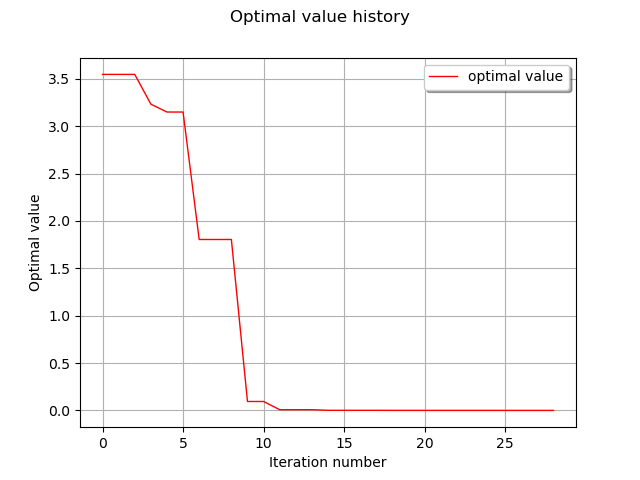 Optimal value history
optimal value
Optimal value
3.5
3.0
2.5
2.0
1.5
1.0
0.5
0.0
0 5 10 15 20 25
Iteration number